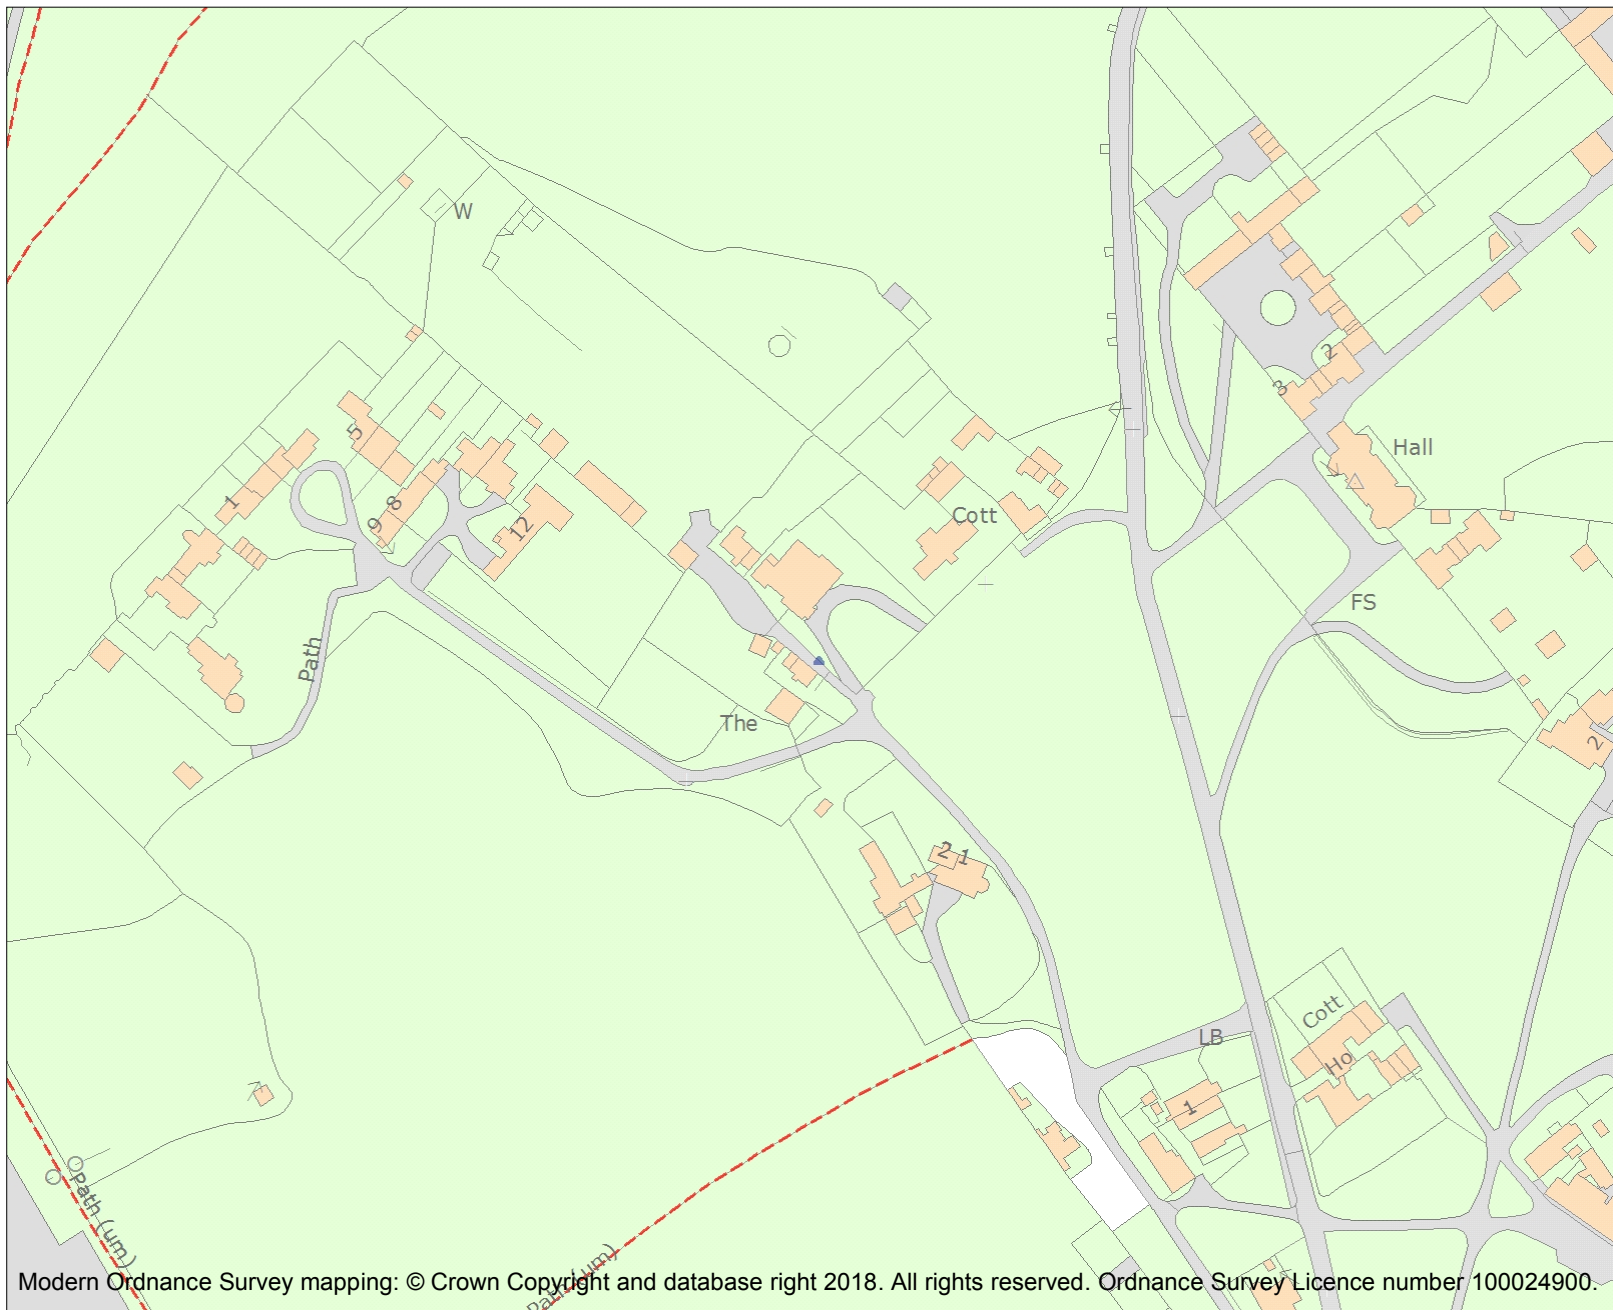 W
Hall
2
3
5
1
8
9
12
Cott
FS
Path
The
2
2 1
Cott
Ho
LB
1
Path (um)
Path (um)
Modern Ordnance Survey mapping: © Crown Copyright and database right 2018. All rights reserved. Ordnance Survey Licence number 100024900.